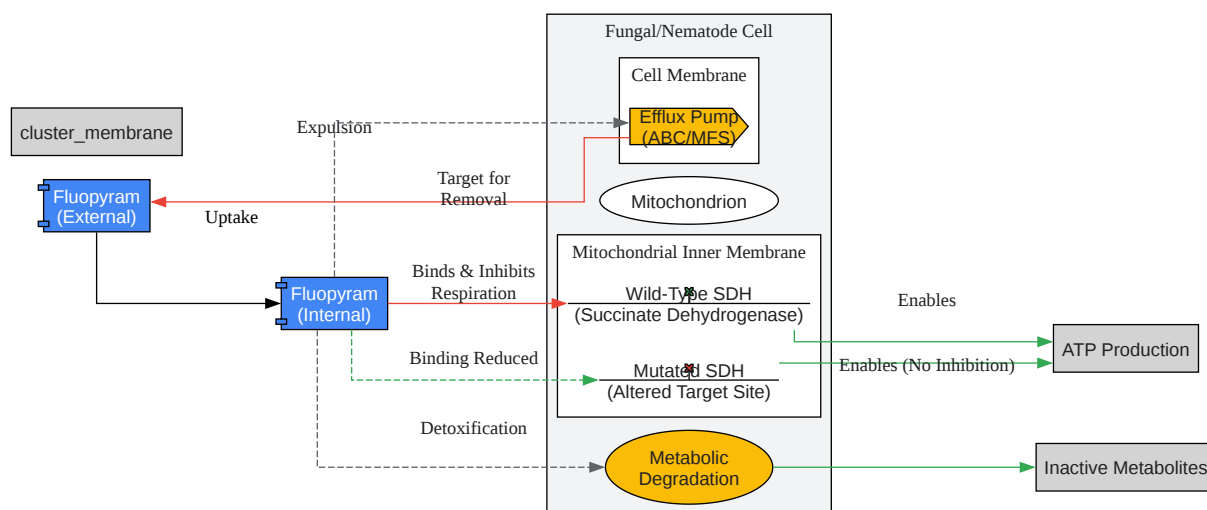 Fungal/Nematode Cell
Cell Membrane
Efflux Pump
(ABC/MFS)
cluster_membrane
Expulsion
Target for
Removal
Mitochondrion
Fluopyram
(External)
Uptake
Mitochondrial Inner Membrane
Binds & Inhibits
Respiration
Fluopyram
(Internal)
Wild-Type SDH
(Succinate Dehydrogenase)
Enables
ATP Production
Binding Reduced
Mutated SDH
(Altered Target Site)
Enables (No Inhibition)
Detoxification
Metabolic
Degradation
Inactive Metabolites